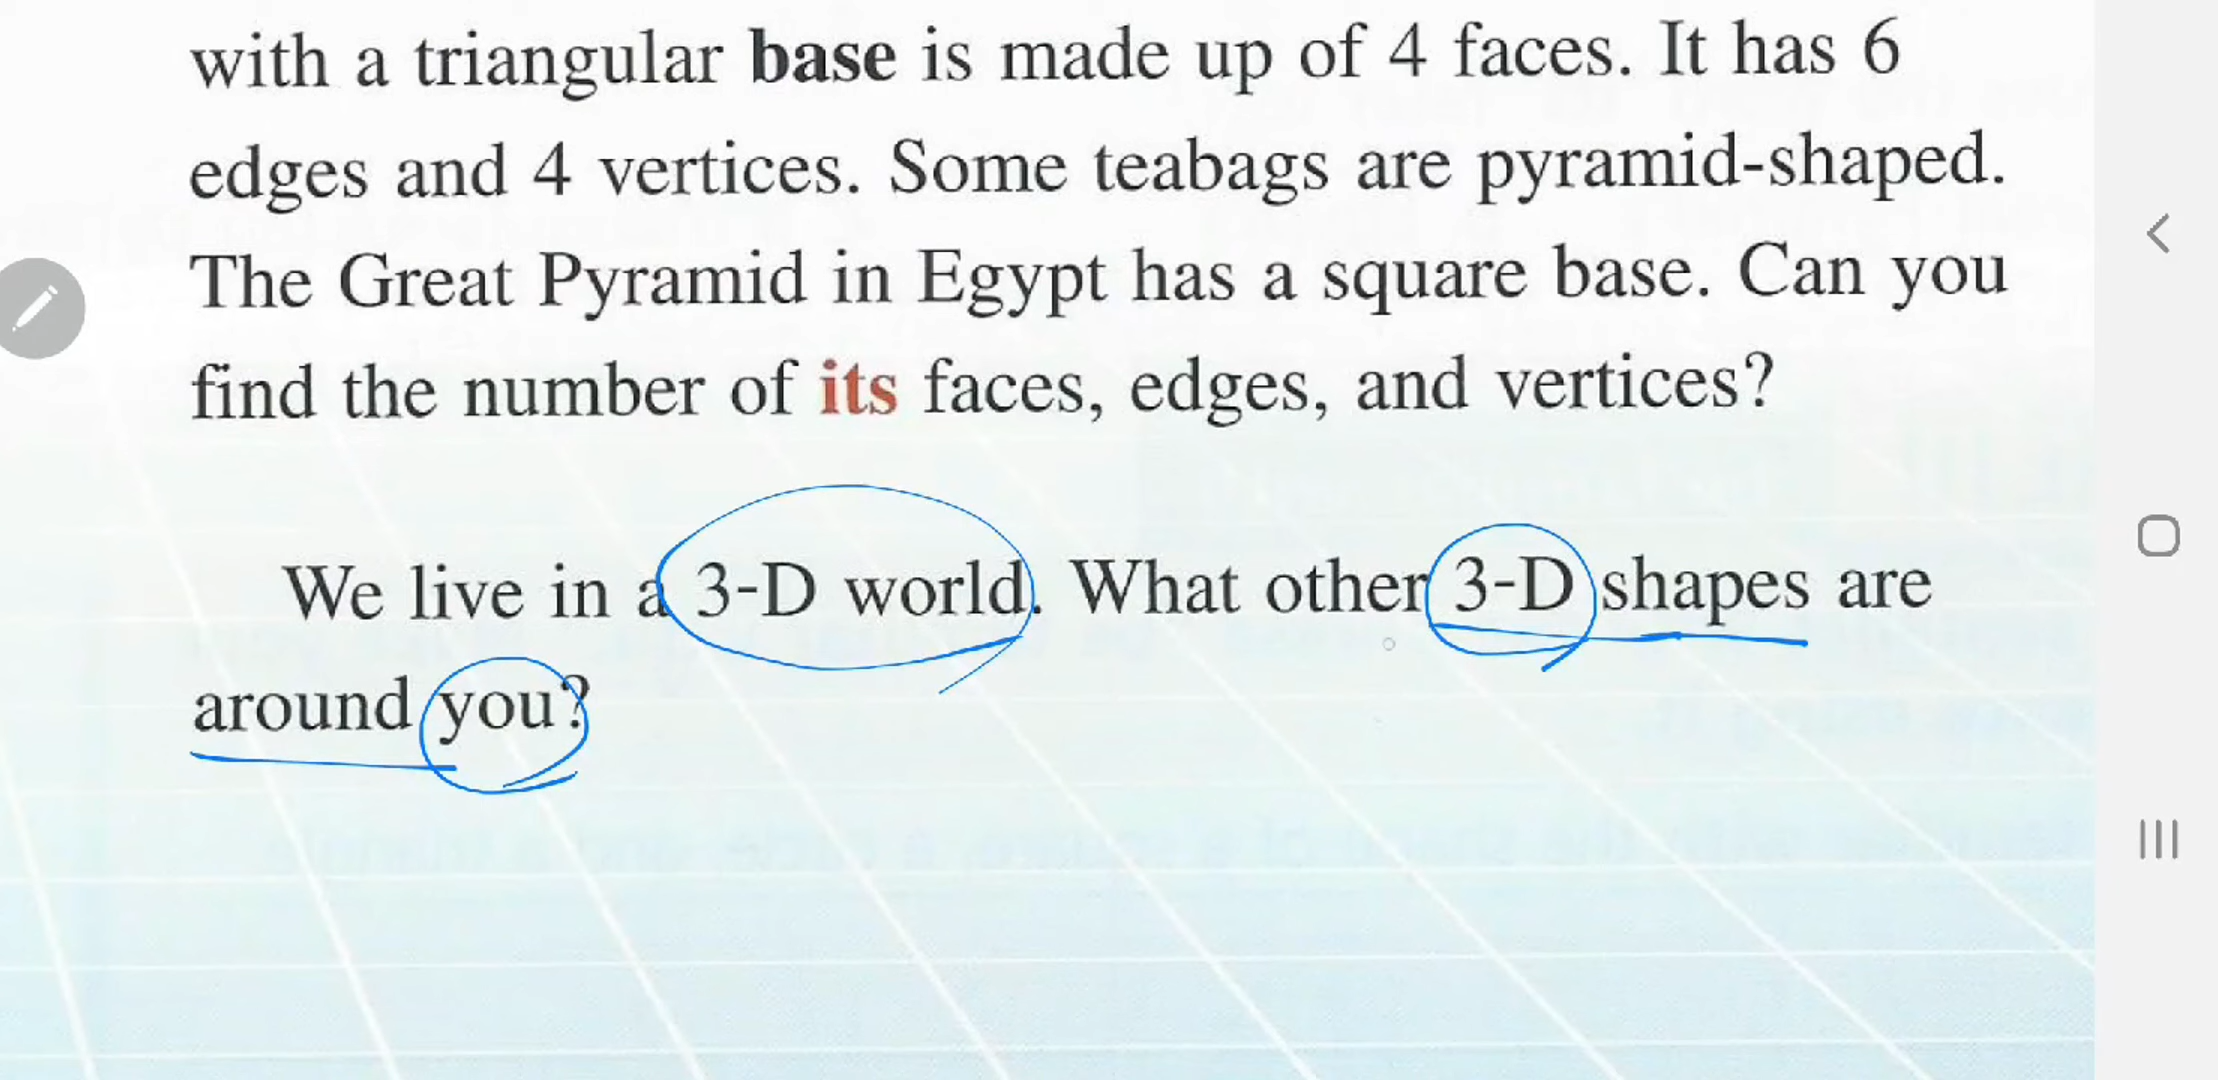 with a triangular base is made up of 4 faces. It has 6
edges and 4 vertices. Some teabags are pyramid-shaped.
The Great Pyramid in Egypt has a square base. Can you
find the number of its faces, edges, and vertices?
We live in a 3-D world. What other 3-D shapes are
around you?